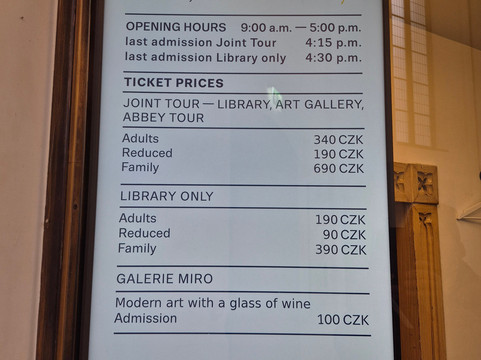 OPENING HOURS 9:00 a.m. — 5:00 p.m.
last admission Joint Tour 4:15 p.m.
last admission Library only 4:30 p.m.
TICKET PRICES
JOINT TOUR — LIBRARY, ART GALLERY,
ABBEY TOUR
Adults 340 CZK
Reduced 190 CZK
Family 690 CZK
LIBRARY ONLY
Adults 190 CZK
Reduced 90 CZK
Family 390 CZK
GALERIE MIRO
Modern art with a glass of wine
Admission 100 CZK